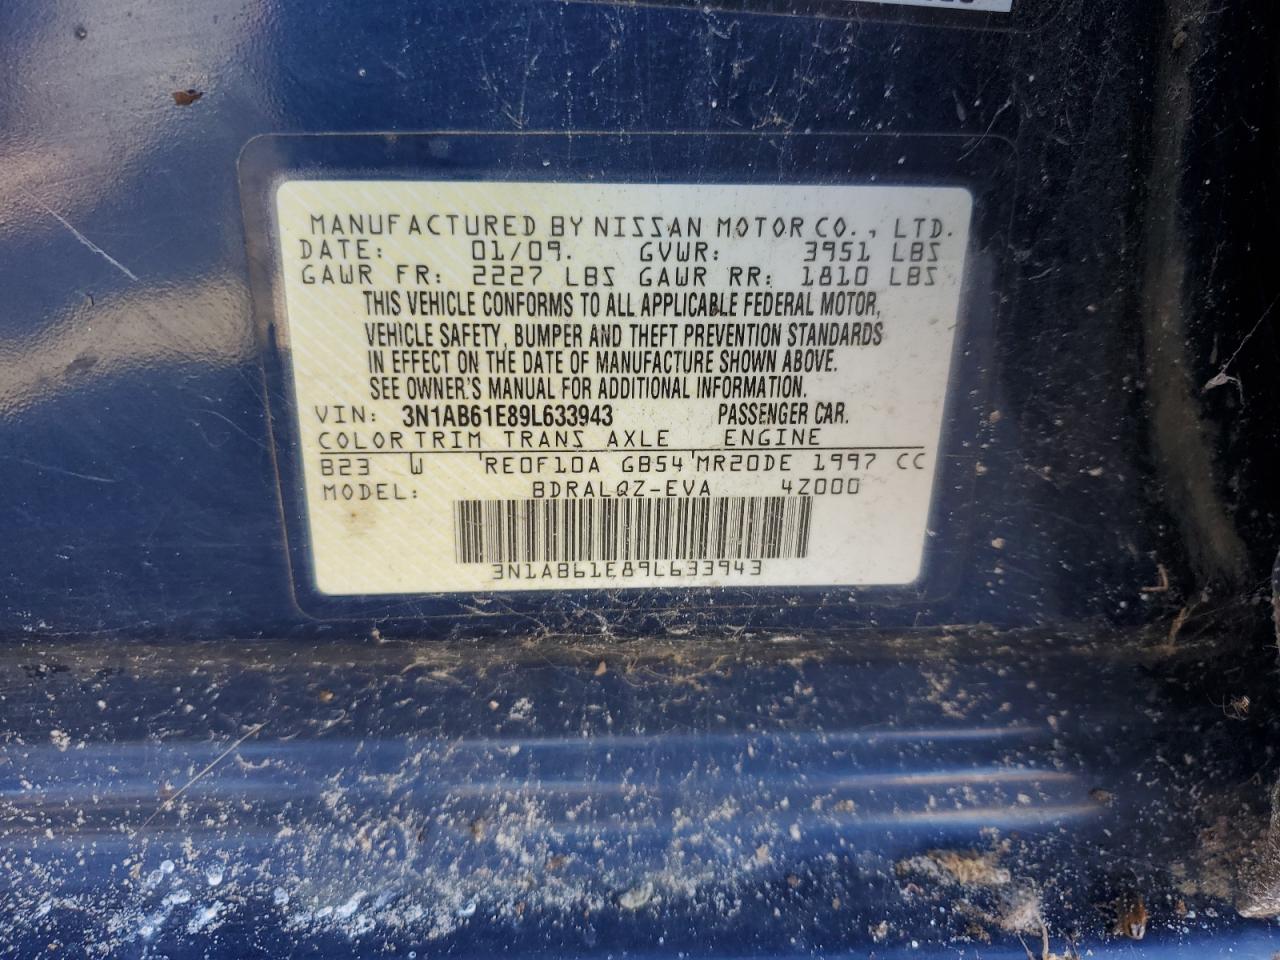 MANUFACTURED BY NISSAN MOTOR CO., LTD.
DATE: 01/09. GVWR: 3951 LBS
GAWR FR: 2227 LBS GAWR RR: 1810 LBS
THIS VEHICLE CONFORMS TO ALL APPLICABLE FEDERAL MOTOR,
VEHICLE SAFETY, BUMPER AND THEFT PREVENTION STANDARDS
IN EFFECT ON THE DATE OF MANUFACTURE SHOWN ABOVE.
SEE OWNER'S MANUAL FOR ADDITIONAL INFORMATION.
VIN: 3N1AB61E89L633943 PASSENGER CAR.
COLOR TRIM TRANS AXLE ENGINE
B23 W RE0F10A GB54 MR20DE 1997 CC
MODEL: BDRALQZ-EVA 4Z000
3N1AB61E89L633943